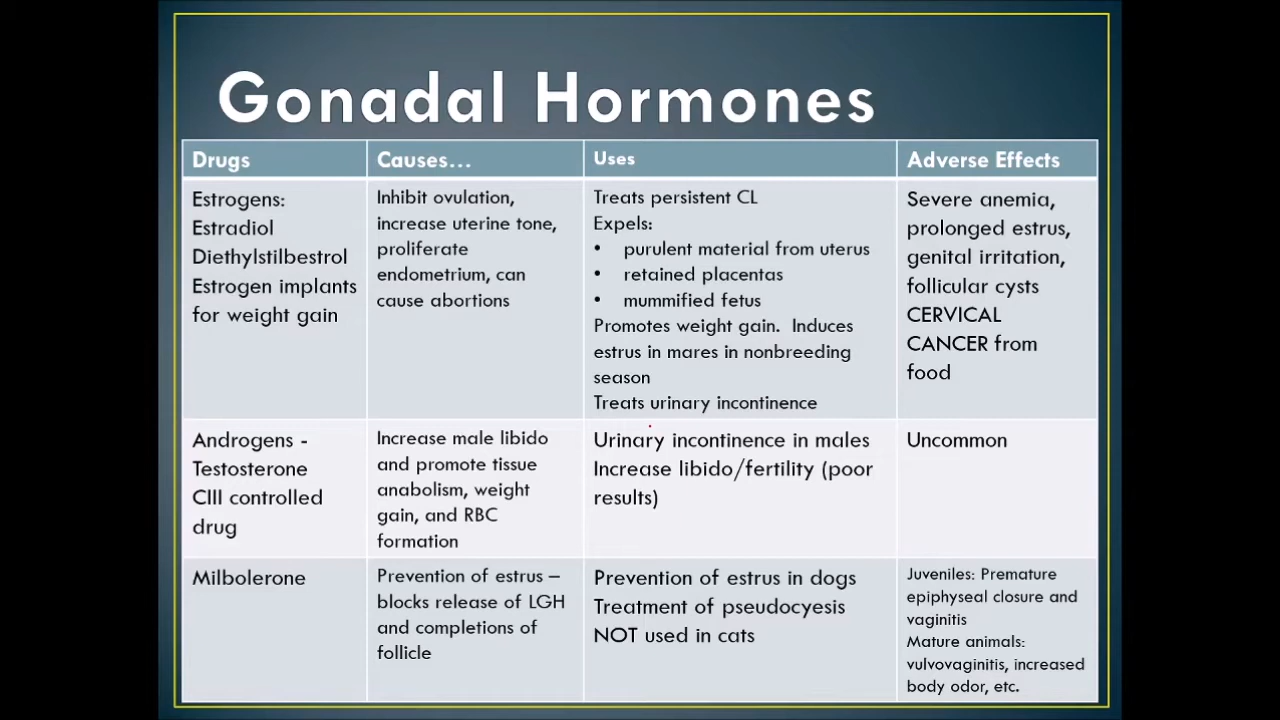 Gonadal Hormones
Drugs
Causes...
Uses
Adverse Effects
Estrogens:
Estradiol
Diethylstilbestrol
Estrogen implants
for weight gain
Inhibit ovulation,
increase uterine tone,
proliferate
endometrium, can
cause abortions
Treats persistent CL
Expels:
• purulent material from uterus
• retained placentas
• mummified fetus
Promotes weight gain. Induces
estrus in mares in nonbreeding
season
Treats urinary incontinence
Severe anemia,
prolonged estrus,
genital irritation,
follicular cysts
CERVICAL
CANCER from
food
Androgens -
Testosterone
CIII controlled
drug
Increase male libido
and promote tissue
anabolism, weight
gain, and RBC
formation
Urinary incontinence in males
Increase libido/fertility (poor
results)
Uncommon
Milbolerone
Prevention of estrus –
blocks release of LGH
and completions of
follicle
Prevention of estrus in dogs
Treatment of pseudocyesis
NOT used in cats
Juveniles: Premature
epiphyseal closure and
vaginitis
Mature animals:
vulvovaginitis, increased
body odor, etc.